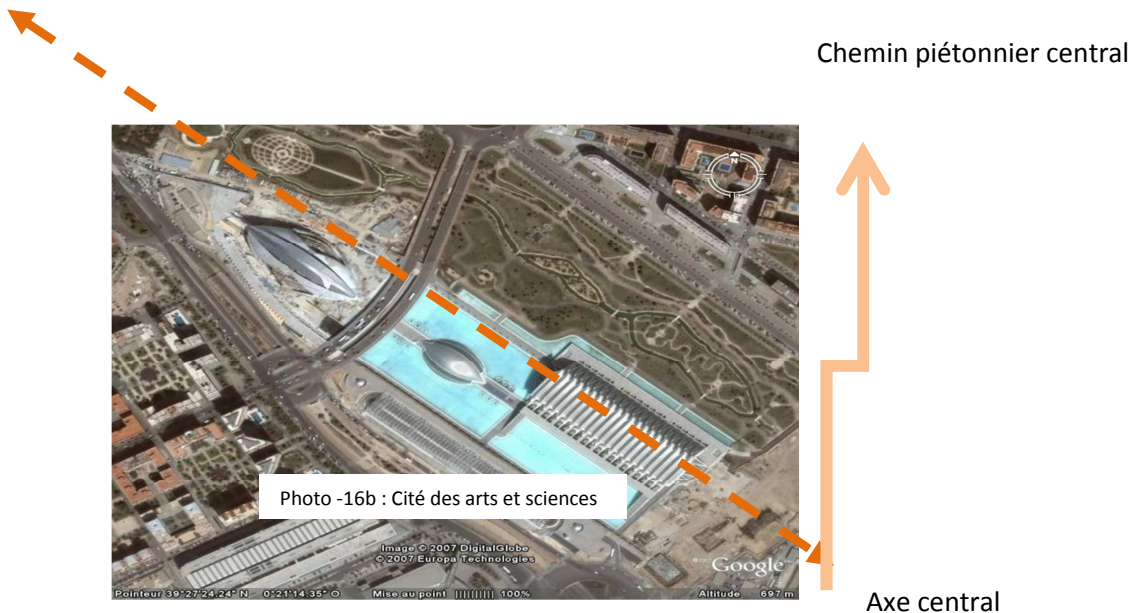 Chemin piétonnier central
N
Photo -16b : Cité des arts et sciences
Image © 2007 DigitalGlobe
© 2007 Europa Technologies
Google
Pointeur 39°27'24.24" N 0°21'14.35" O Mise au point |||||||||| 100% Altitude 697 m
Axe central